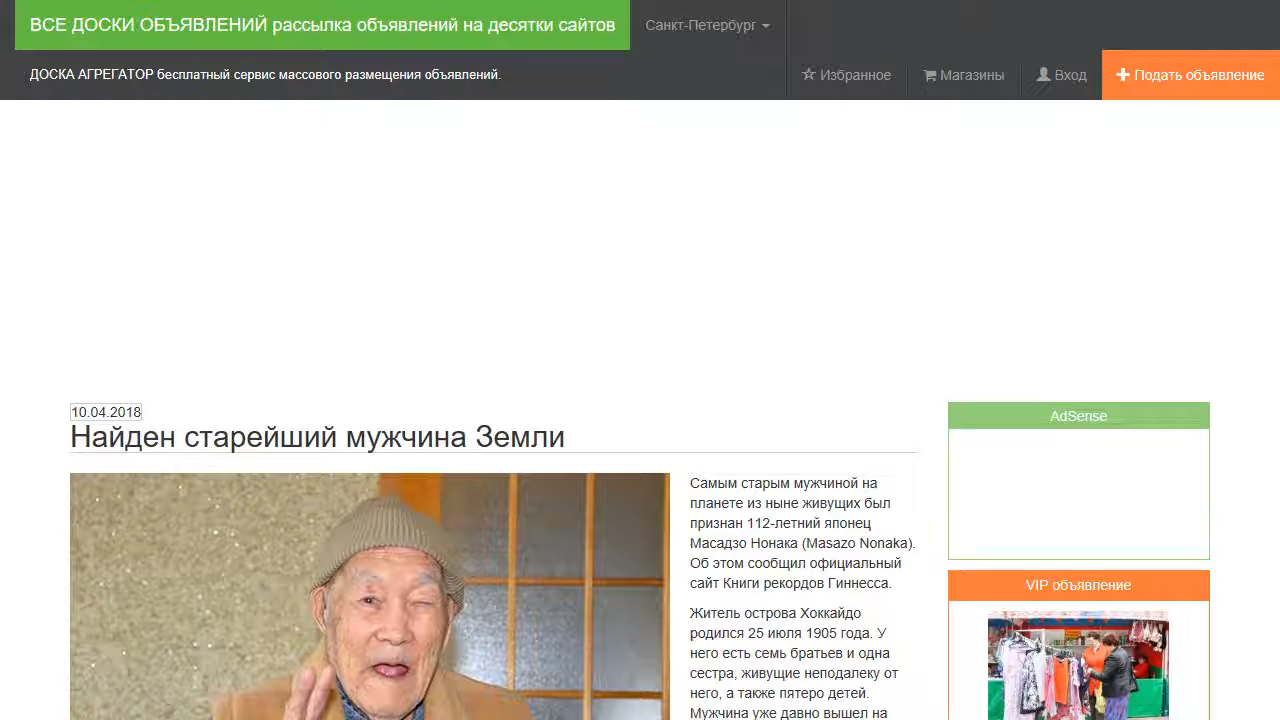 ВСЕ ДОСКИ ОБЪЯВЛЕНИЙ рассылка объявлений на десятки сайтов
Санкт-Петербург
ДОСКА АГРЕГАТОР бесплатный сервис массового размещения объявлений.
Избранное
Магазины
Вход
Подать объявление
10.04.2018
Найден старейший мужчина Земли
Самым старым мужчиной на
планете из ныне живущих был
признан 112-летний японец
Масадзо Нонака (Masazo Nonaka).
Об этом сообщил официальный
сайт Книги рекордов Гиннесса.
Житель острова Хоккайдо
родился 25 июля 1905 года. У
него есть семь братьев и одна
сестра, живущие неподалеку от
него, а также пятеро детей.
Мужчина уже давно вышел на
AdSense
VIP объявление